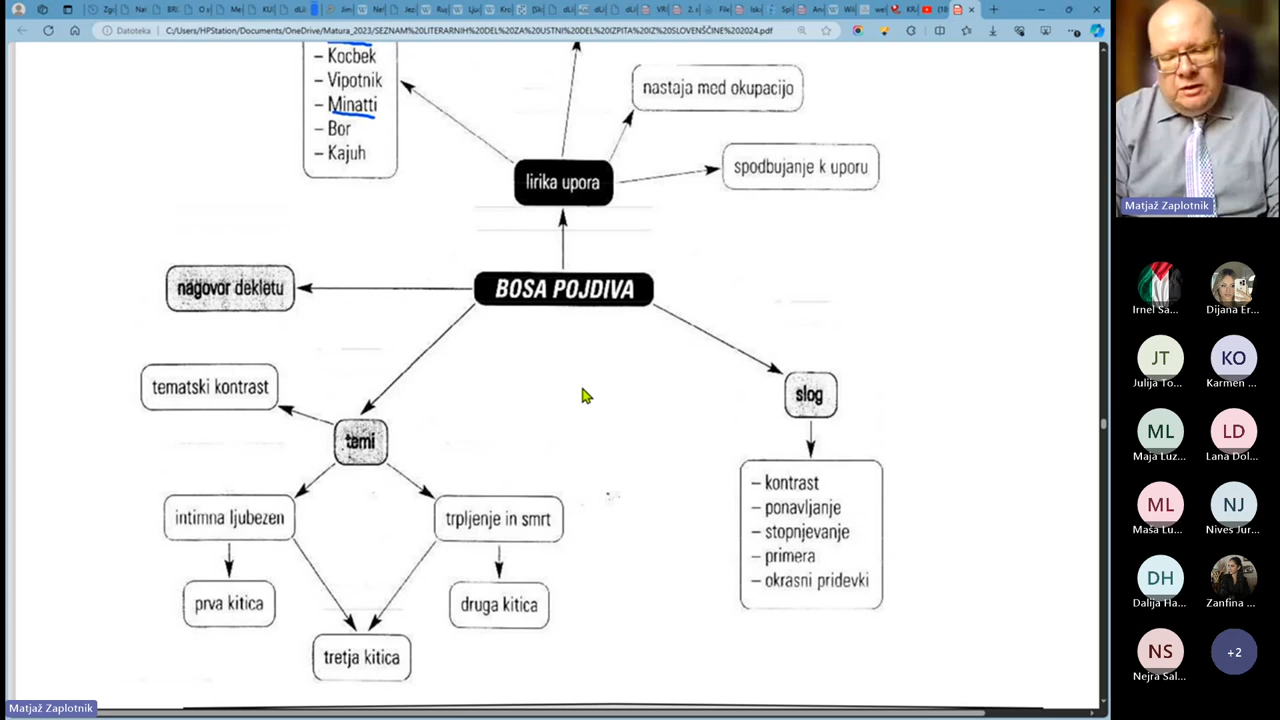 Datoteka
C:/Users/HPStation/Documents/OneDrive/Matura_2023/SEZNAM%20LITERARNIH%20DEL%20ZA%20USTNI%20DEL%20IZPITA%20IZ%20SLOVENŠČINE%202024.pdf
– Kocbek
– Vipotnik
– Minatti
– Bor
– Kajuh
nastaja med okupacijo
lirika upora
spodbujanje k uporu
nagovor dekletu
BOSA POJDIVA
tematski kontrast
temi
slog
intimna ljubezen
trpljenje in smrt
– kontrast
– ponavljanje
– stopnjevanje
– primera
– okrasni pridevki
prva kitica
druga kitica
tretja kitica
Matjaž Zaplotnik
Matjaž Zaplotnik
Irnel Sa...
Dijana Er...
JT
KO
Julija To...
Karmen ...
ML
LD
Maja Luz...
Lana Dol...
ML
NJ
Maša Lu...
Nives Jur...
DH
Dalija Ha...
Zanfina ...
NS
+2
Nejra Sal...